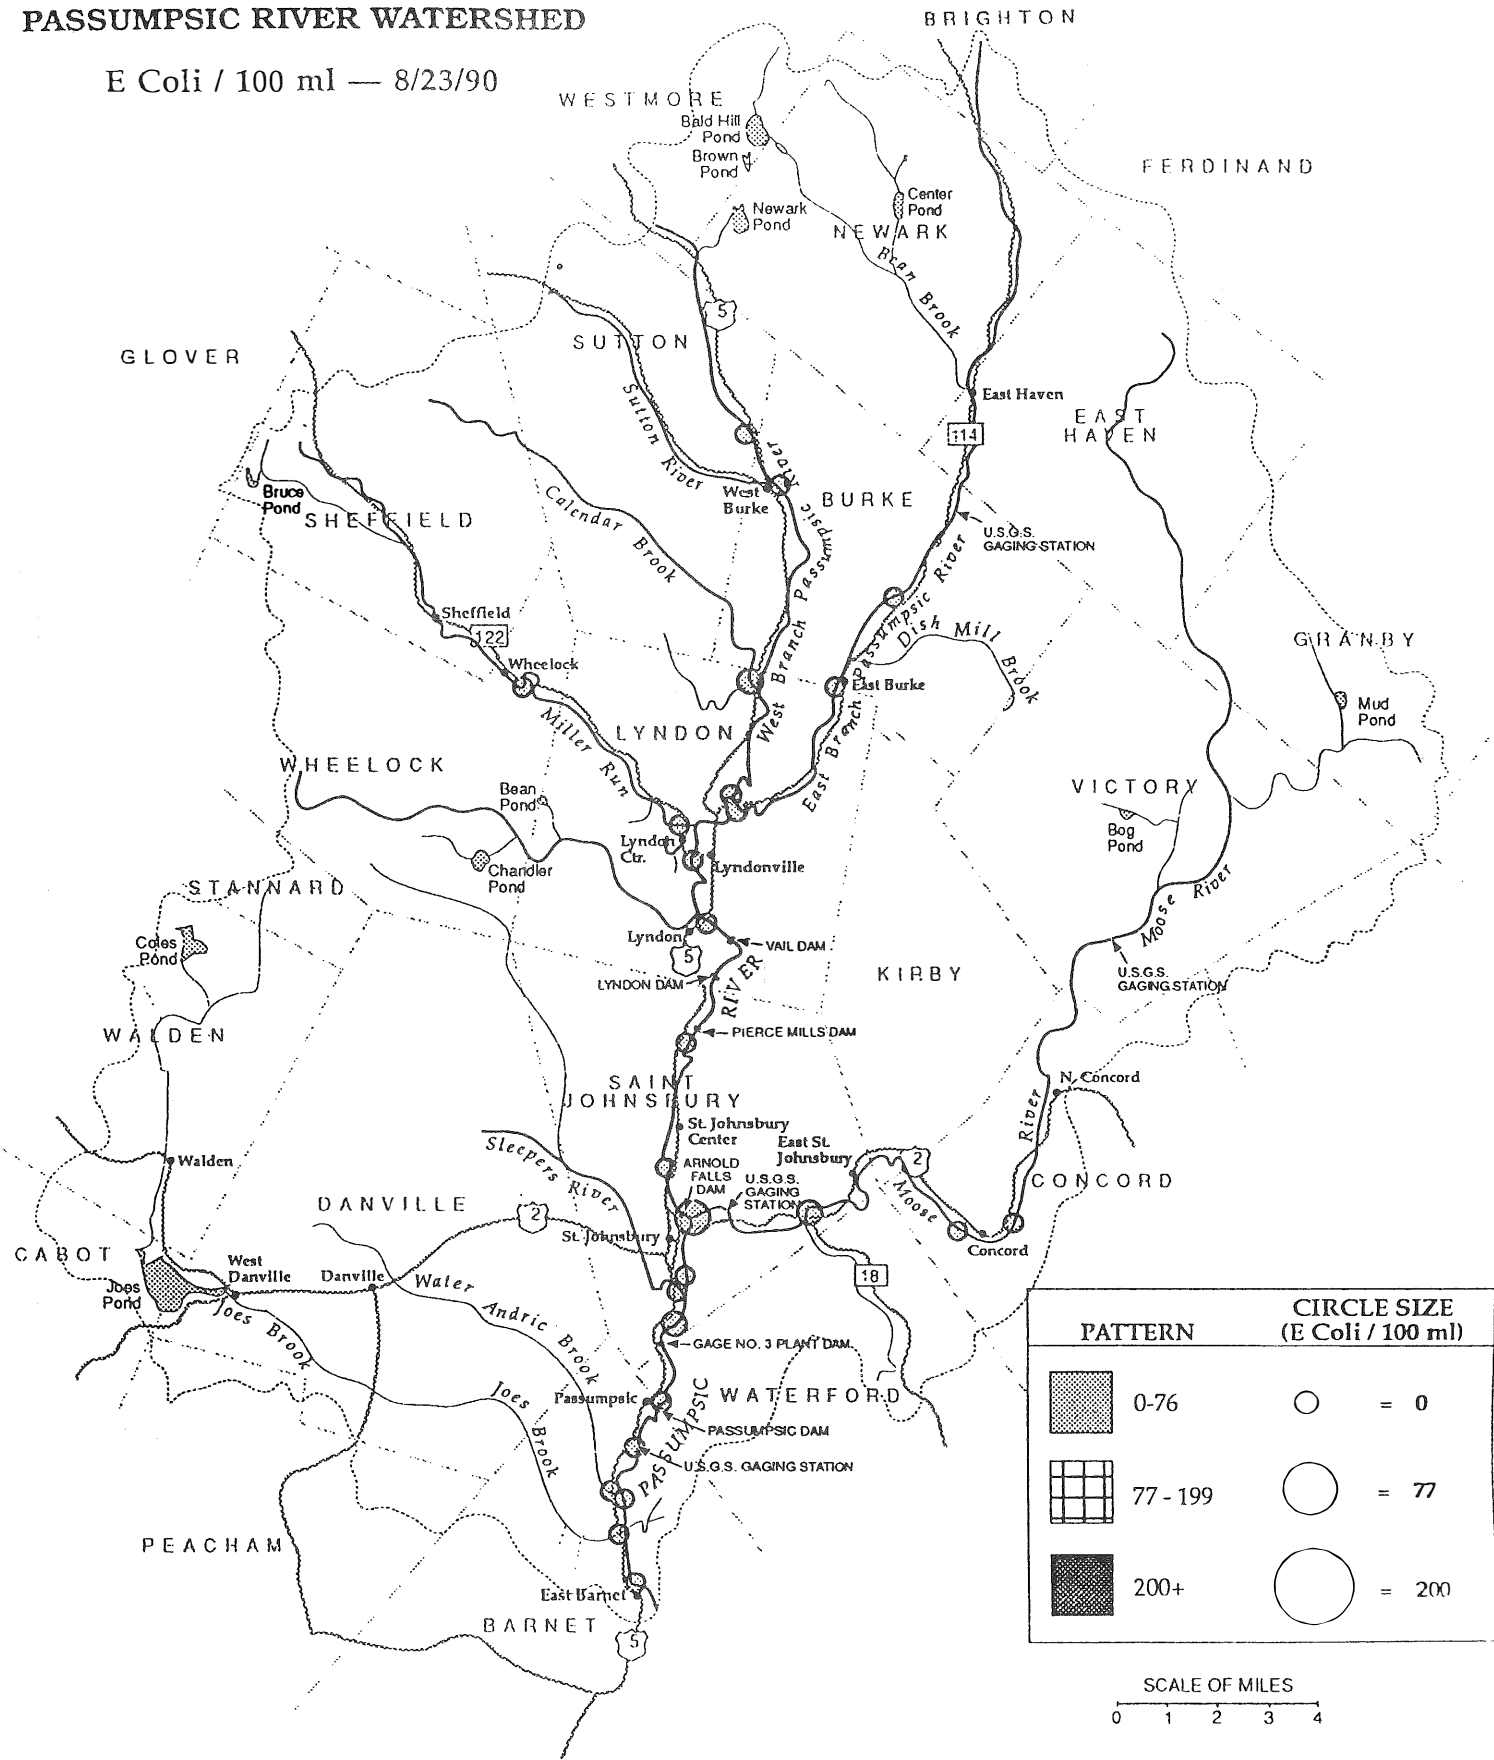 PASSUMPSIC RIVER WATERSHED
E Coli / 100 ml — 8/23/90
BRIGHTON
WESTMORE
Bald Hill
Pond
Brown
Pond
FERDINAND
Newark
Pond
Center
Pond
NEWARK
Bean Brook
5
SUTTON
GLOVER
Sutton River
East Haven
EAST
HAVEN
114
West
Burke
BURKE
Calendar Brook
Bruce
Pond
SHEFFIELD
U.S.G.S.
GAGING STATION
West Branch Passumpsic River
East Branch Passumpsic River
Dish Mill Brook
Sheffield
122
Wheelock
GRANBY
East Burke
Mud
Pond
Miller Run
LYNDON
WHEELOCK
Bean
Pond
VICTORY
Bog
Pond
Lyndon
Ctr.
Lyndonville
Chandler
Pond
STANNARD
Moose River
Coles
Pond
Lyndon
5
VAIL DAM
LYNDON DAM
KIRBY
U.S.G.S.
GAGING STATION
PASSUMPSIC RIVER
WALDEN
PIERCE MILLS DAM
SAINT
JOHNSBURY
N. Concord
St. Johnsbury
Center
East St.
Johnsbury
Sleepers River
ARNOLD
FALLS
DAM
U.S.G.S.
GAGING
STATION
2
Moose River
CONCORD
Walden
DANVILLE
2
St. Johnsbury
Concord
CABOT
West
Danville
Danville
Joes
Pond
Water Andric Brook
18
Joes Brook
GAGE NO. 3 PLANT DAM
Joes Brook
Passumpsic
WATERFORD
PASSUMPSIC DAM
U.S.G.S. GAGING STATION
PEACHAM
East Barnet
BARNET
5
PATTERN
CIRCLE SIZE
(E Coli / 100 ml)
0-76
= 0
77 - 199
= 77
200+
= 200
SCALE OF MILES
0 1 2 3 4